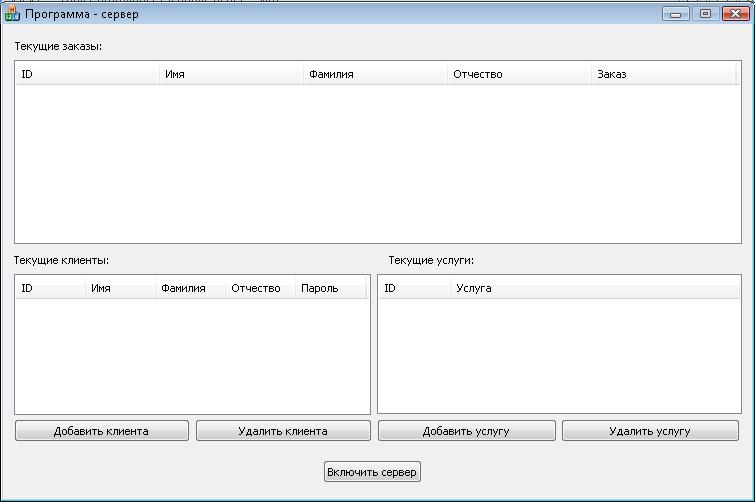 Программа - сервер
Текущие заказы:
ID Имя Фамилия Отчество Заказ
Текущие клиенты: Текущие услуги:
ID Имя Фамилия Отчество Пароль ID Услуга
Добавить клиента Удалить клиента Добавить услугу Удалить услугу
Включить сервер